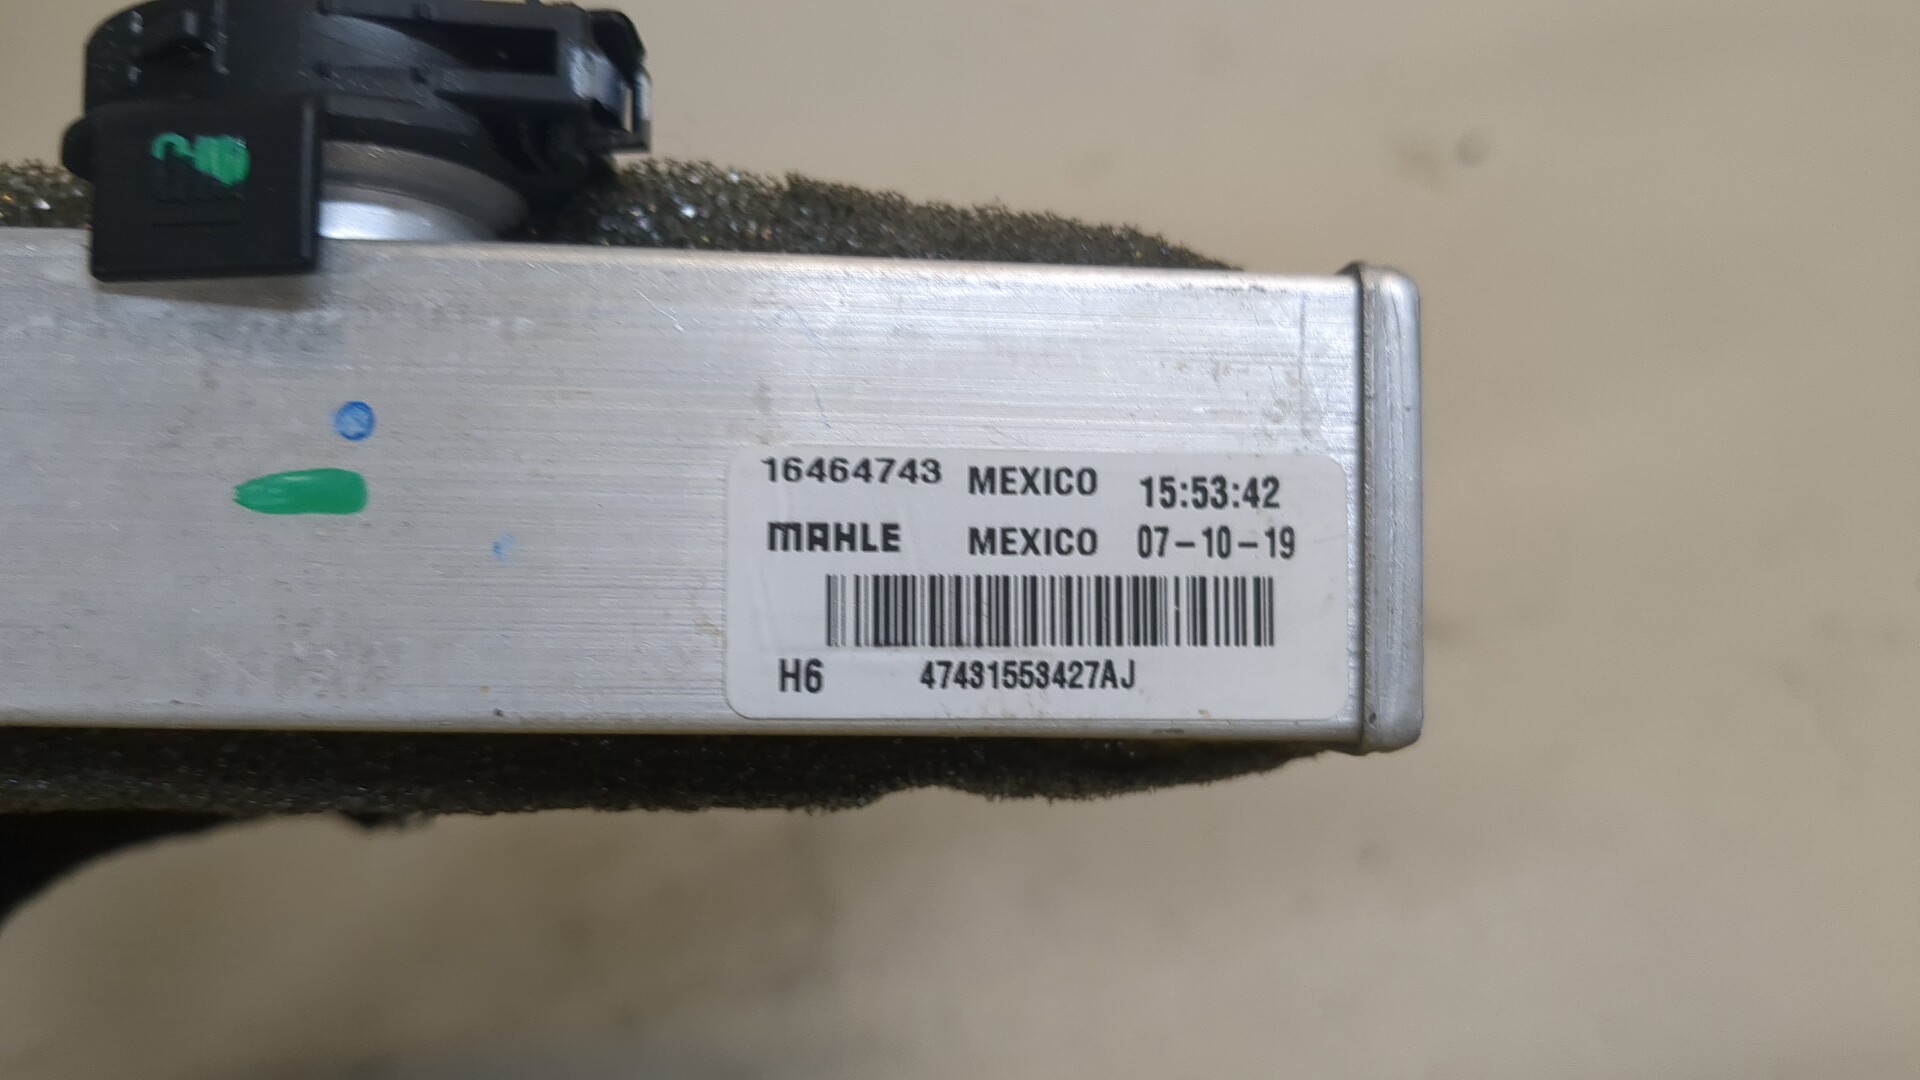 16464743 MEXICO 15:53:42
MAHLE MEXICO 07-10-19
H6 47431553427AJ